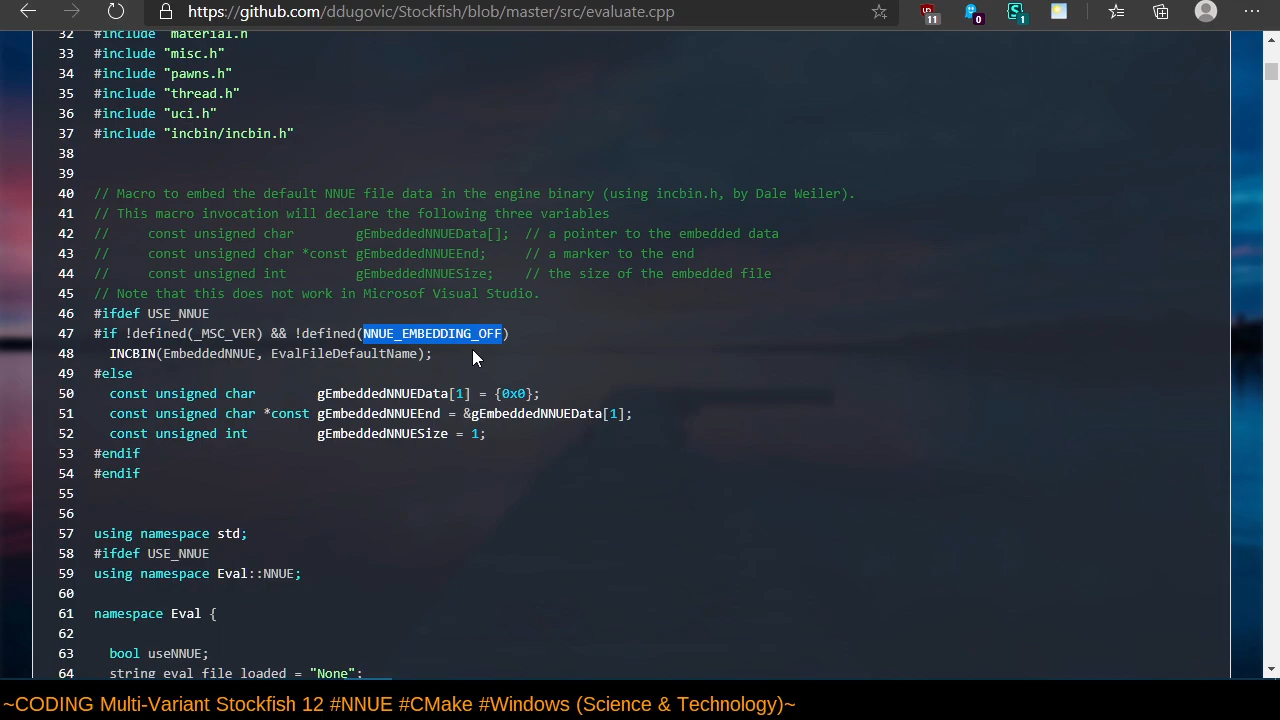 https://github.com/ddugovic/Stockfish/blob/master/src/evaluate.cpp
11
0
1
32 #include "material.h"
33 #include "misc.h"
34 #include "pawns.h"
35 #include "thread.h"
36 #include "uci.h"
37 #include "incbin/incbin.h"
38
39
40 // Macro to embed the default NNUE file data in the engine binary (using incbin.h, by Dale Weiler).
41 // This macro invocation will declare the following three variables
42 //     const unsigned char        gEmbeddedNNUEData[];  // a pointer to the embedded data
43 //     const unsigned char *const gEmbeddedNNUEEnd;     // a marker to the end
44 //     const unsigned int         gEmbeddedNNUESize;    // the size of the embedded file
45 // Note that this does not work in Microsof Visual Studio.
46 #ifdef USE_NNUE
47 #if !defined(_MSC_VER) && !defined(NNUE_EMBEDDING_OFF)
48   INCBIN(EmbeddedNNUE, EvalFileDefaultName);
49 #else
50   const unsigned char        gEmbeddedNNUEData[1] = {0x0};
51   const unsigned char *const gEmbeddedNNUEEnd = &gEmbeddedNNUEData[1];
52   const unsigned int         gEmbeddedNNUESize = 1;
53 #endif
54 #endif
55
56
57 using namespace std;
58 #ifdef USE_NNUE
59 using namespace Eval::NNUE;
60
61 namespace Eval {
62
63   bool useNNUE;
64   string eval_file_loaded = "None";
~CODING Multi-Variant Stockfish 12 #NNUE #CMake #Windows (Science & Technology)~